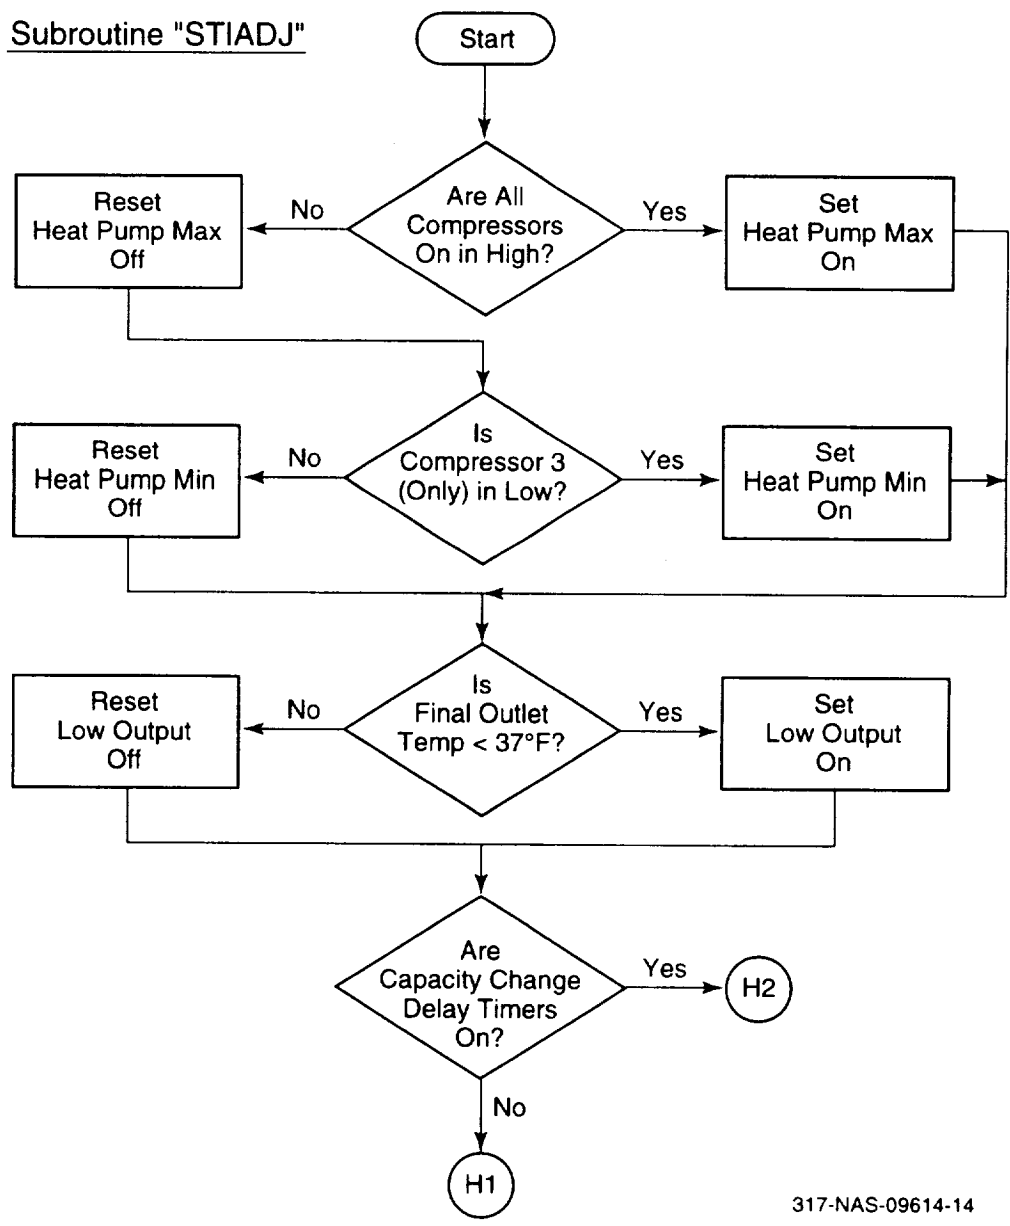 Subroutine "STIADJ"
Start
Are All
Compressors
On in High?
No
Yes
Reset
Heat Pump Max
Off
Set
Heat Pump Max
On
Is
Compressor 3
(Only) in Low?
No
Yes
Reset
Heat Pump Min
Off
Set
Heat Pump Min
On
Is
Final Outlet
Temp < 37°F?
No
Yes
Reset
Low Output
Off
Set
Low Output
On
Are
Capacity Change
Delay Timers
On?
Yes
H2
No
H1
317-NAS-09614-14